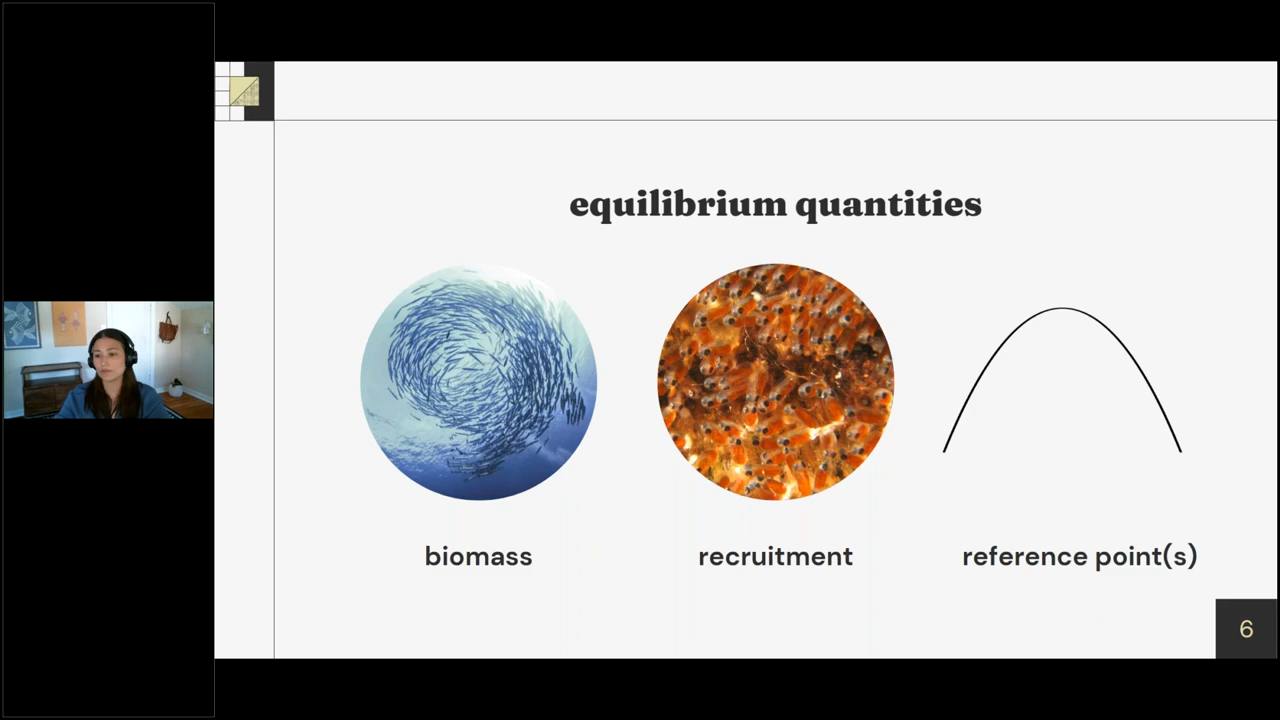 equilibrium quantities
biomass
recruitment
reference point(s)
6